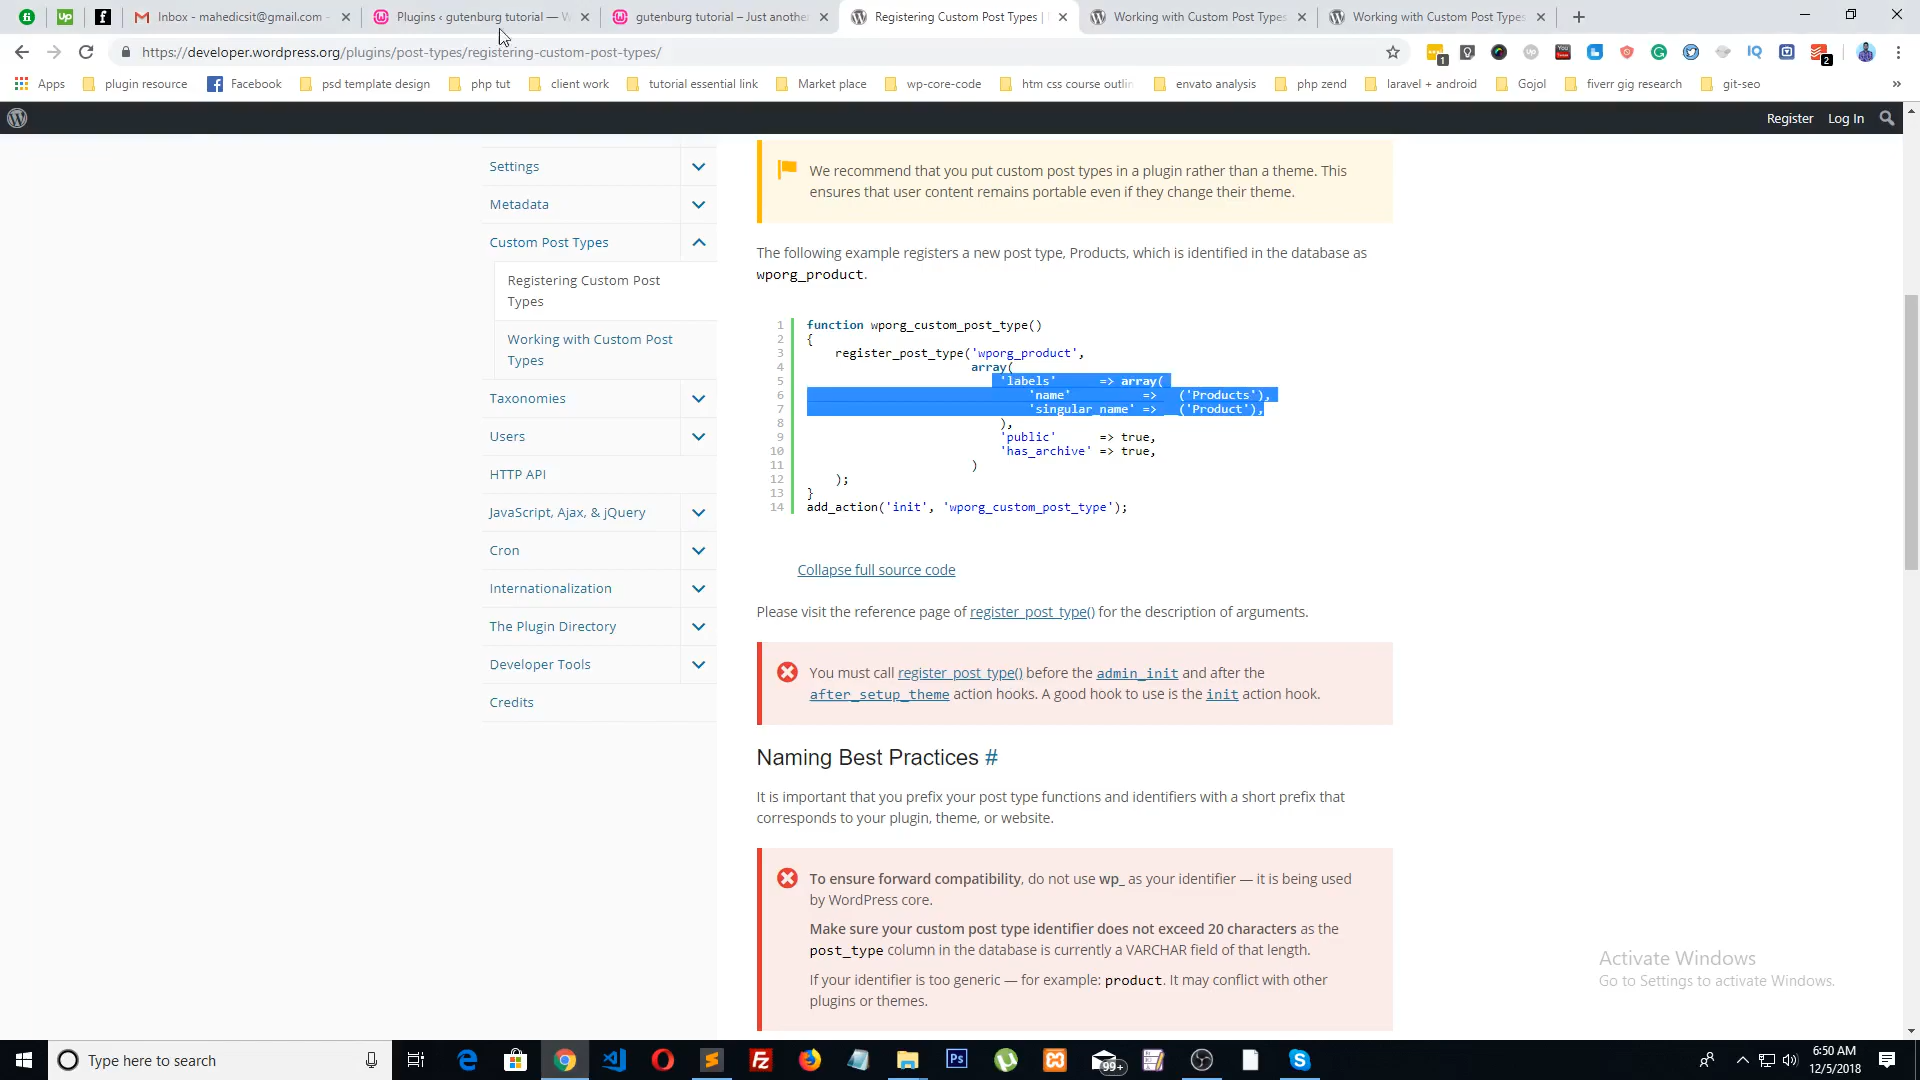 Inbox - mahedicsit@gmail.com -
Plugins ‹ gutenburg tutorial — W
gutenburg tutorial – Just another
Registering Custom Post Types |
Working with Custom Post Types
Working with Custom Post Types
https://developer.wordpress.org/plugins/post-types/registering-custom-post-types/
Apps
plugin resource
Facebook
psd template design
php tut
client work
tutorial essential link
Market place
wp-core-code
htm css course outlin
envato analysis
php zend
laravel + android
Gojol
fiverr gig research
git-seo
»
Register
Log In
Settings
Metadata
Custom Post Types
Registering Custom Post
Types
Working with Custom Post
Types
Taxonomies
Users
HTTP API
JavaScript, Ajax, & jQuery
Cron
Internationalization
The Plugin Directory
Developer Tools
Credits
We recommend that you put custom post types in a plugin rather than a theme. This
ensures that user content remains portable even if they change their theme.
The following example registers a new post type, Products, which is identified in the database as
wporg_product.
1 function wporg_custom_post_type()
2 {
3 register_post_type('wporg_product',
4 array(
5 'labels' => array(
6 'name' => __('Products'),
7 'singular_name' => __('Product'),
8 ),
9 'public' => true,
10 'has_archive' => true,
11 )
12 );
13 }
14 add_action('init', 'wporg_custom_post_type');
Collapse full source code
Please visit the reference page of register_post_type() for the description of arguments.
You must call register_post_type() before the admin_init and after the
after_setup_theme action hooks. A good hook to use is the init action hook.
Naming Best Practices #
It is important that you prefix your post type functions and identifiers with a short prefix that
corresponds to your plugin, theme, or website.
To ensure forward compatibility, do not use wp_ as your identifier — it is being used
by WordPress core.
Make sure your custom post type identifier does not exceed 20 characters as the
post_type column in the database is currently a VARCHAR field of that length.
If your identifier is too generic — for example: product. It may conflict with other
plugins or themes.
Activate Windows
Go to Settings to activate Windows.
Type here to search
99+
6:50 AM
12/5/2018